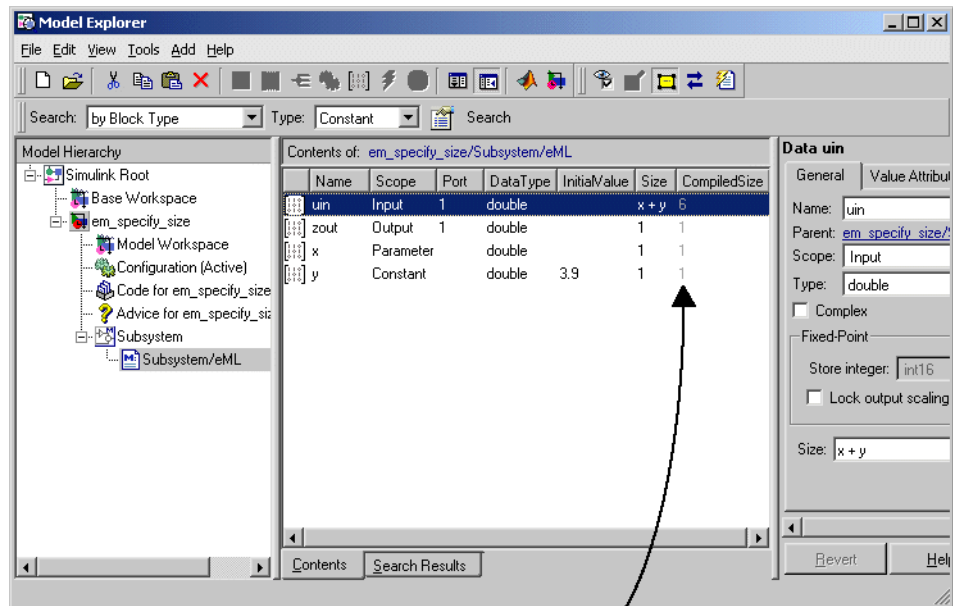 Model Explorer
File Edit View Tools Add Help
Search: by Block Type Type: Constant Search
Model Hierarchy
Simulink Root
Base Workspace
em_specify_size
Model Workspace
Configuration (Active)
Code for em_specify_size
Advice for em_specify_siz
Subsystem
Subsystem/eML
Contents of: em_specify_size/Subsystem/eML
Name Scope Port DataType InitialValue Size CompiledSize
uin Input 1 double x + y 6
zout Output 1 double 1 1
x Parameter double 1 1
y Constant double 3.9 1 1
Contents Search Results
Data uin
General Value Attribut
Name: uin
Parent: em_specify_size/
Scope: Input
Type: double
Complex
Fixed-Point
Store integer: int16
Lock output scaling
Size: x + y
Revert Help